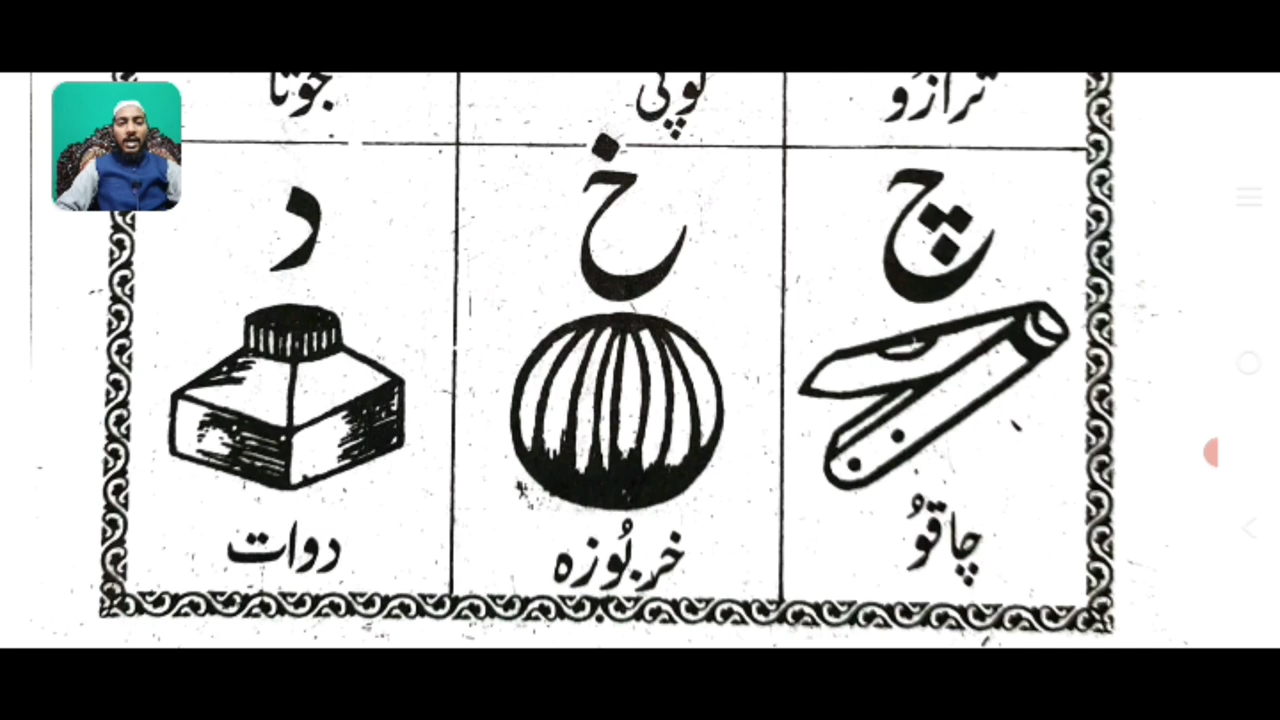 ترازو ٹوپی جوتا
چ خ د
چاقُو خربُوزہ دوات